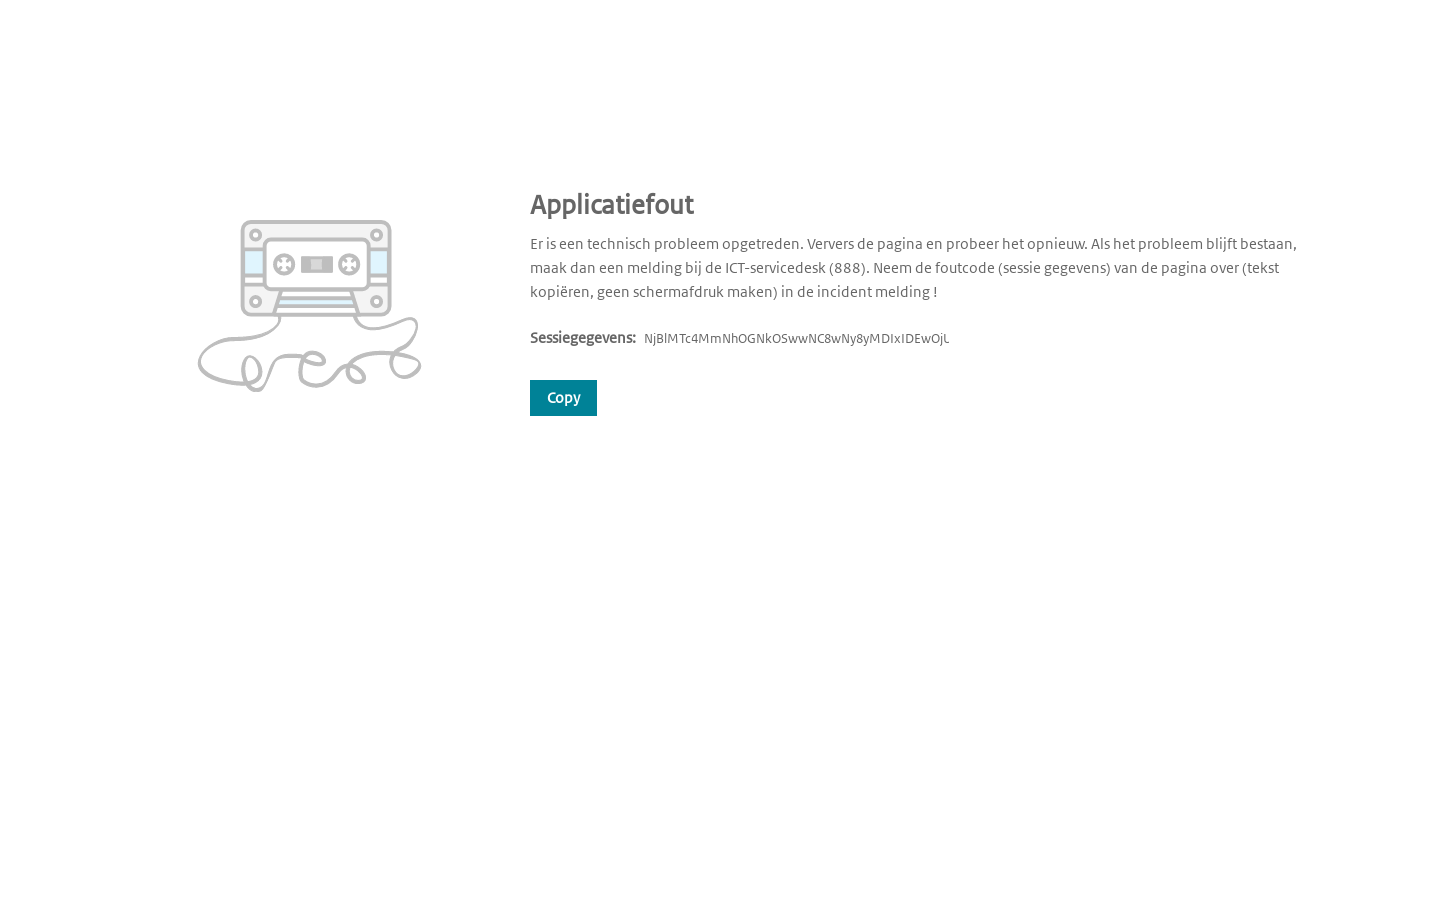 Applicatiefout
Er is een technisch probleem opgetreden. Ververs de pagina en probeer het opnieuw. Als het probleem blijft bestaan,
maak dan een melding bij de ICT-servicedesk (888). Neem de foutcode (sessie gegevens) van de pagina over (tekst
kopiëren, geen schermafdruk maken) in de incident melding !
Sessiegegevens: NjBlMTc4MmNhOGNkOSwwNC8wNy8yMDIxIDEwOjU
Copy